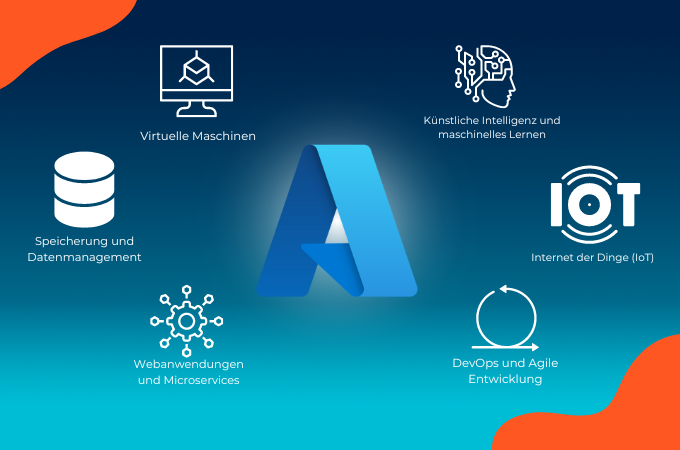 Virtuelle Maschinen
Künstliche Intelligenz und
maschinelles Lernen
Speicherung und
Datenmanagement
IOT
Internet der Dinge (IoT)
Webanwendungen
und Microservices
DevOps und Agile
Entwicklung